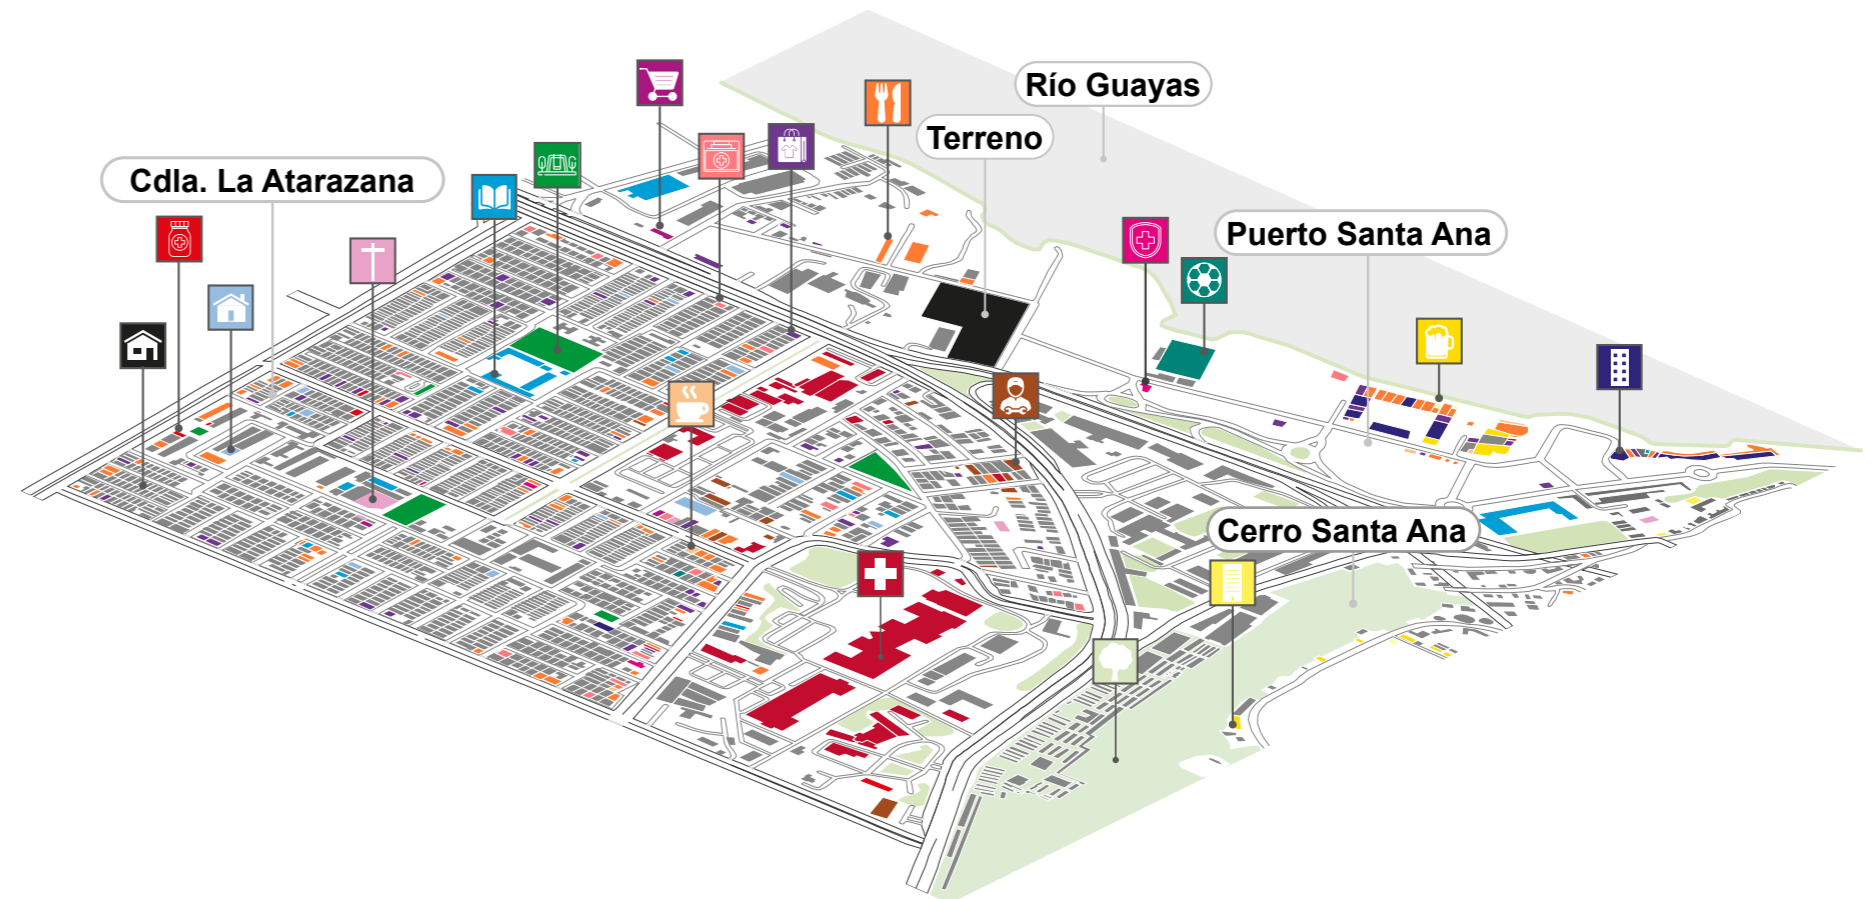 Río Guayas
Terreno
Cdla. La Atarazana
Puerto Santa Ana
Cerro Santa Ana